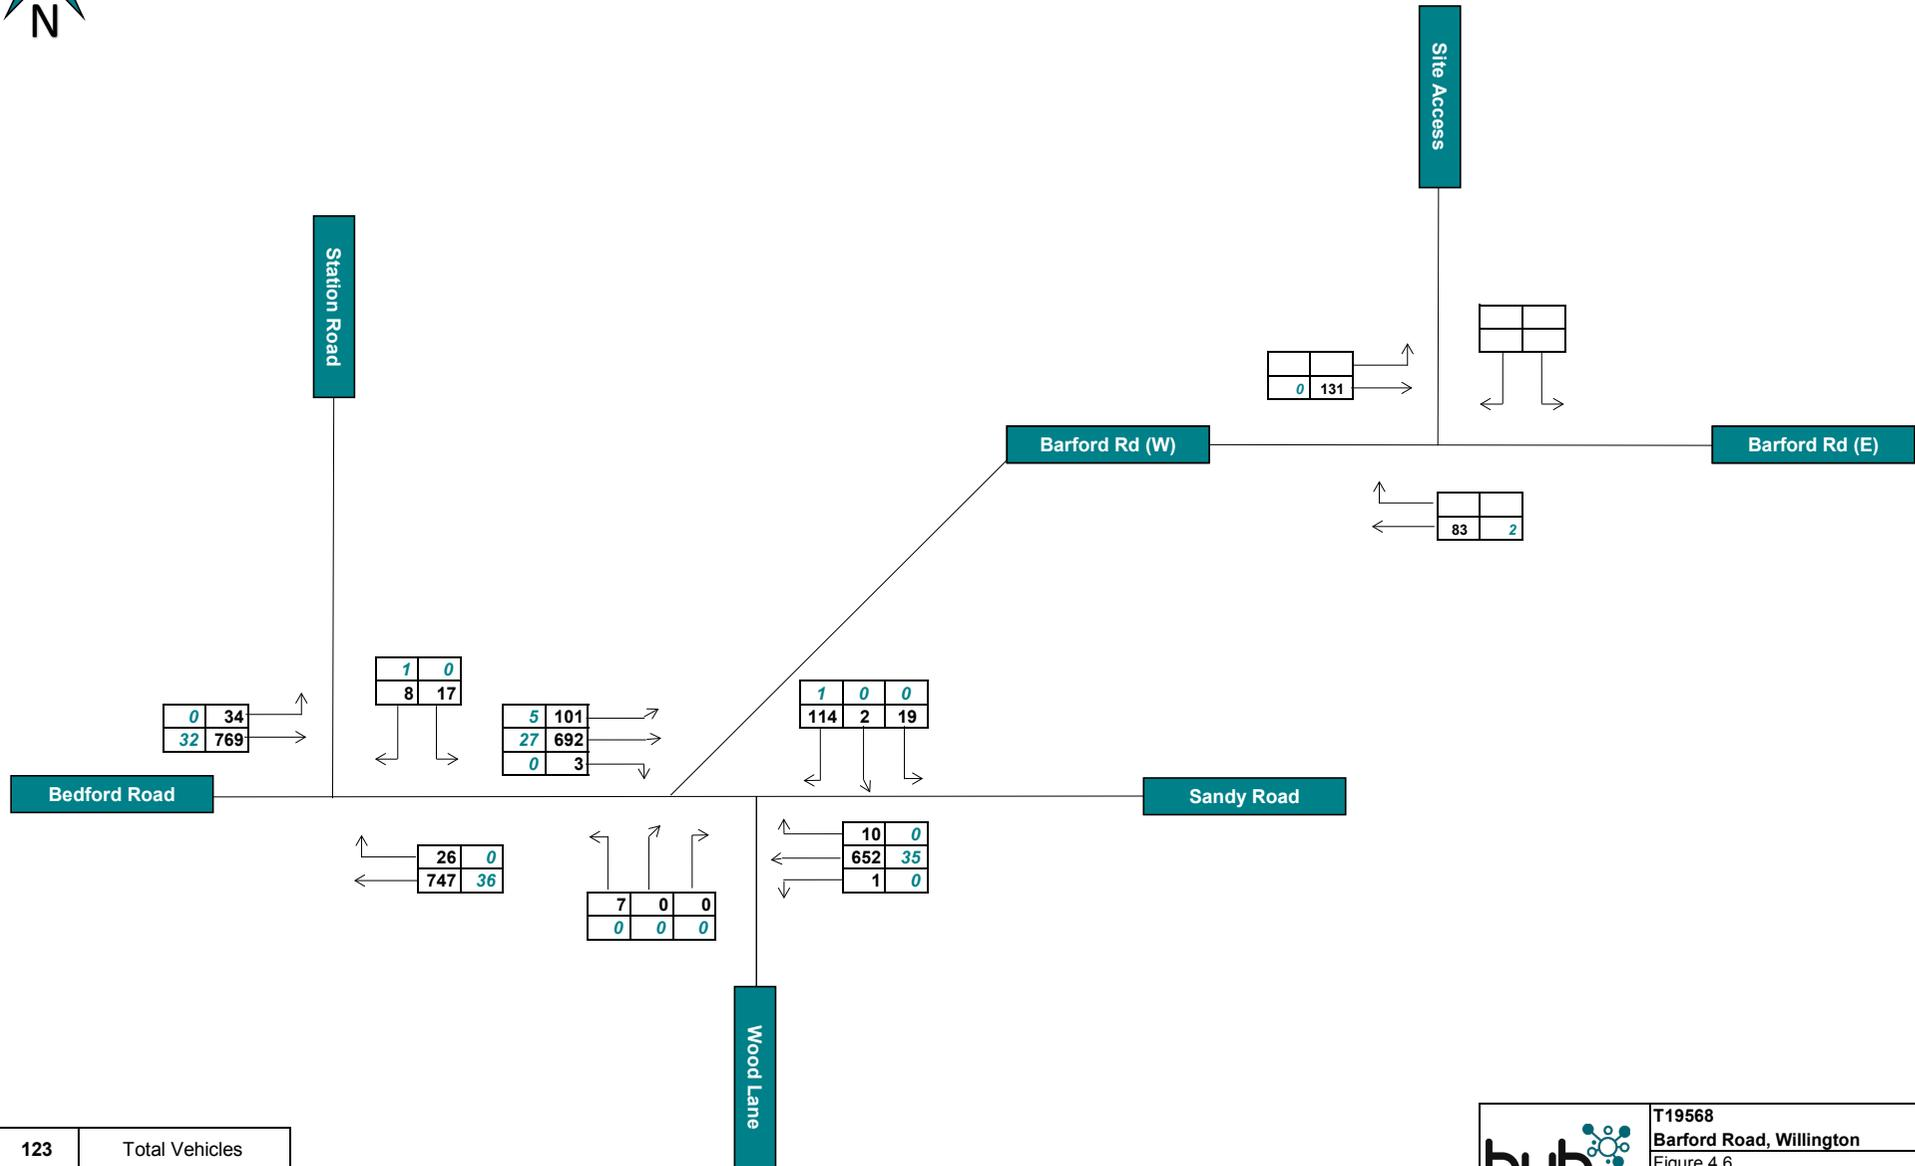 N
Site Access
Station Road
0 131
Barford Rd (W)
Barford Rd (E)
83 2
1 0
8 17
0 34
32 769
5 101
27 692
0 3
1 0 0
114 2 19
Bedford Road
Sandy Road
26 0
747 36
10 0
652 35
1 0
7 0 0
0 0 0
Wood Lane
123 Total Vehicles
hub
T19568
Barford Road, Willington
Figure 4.6